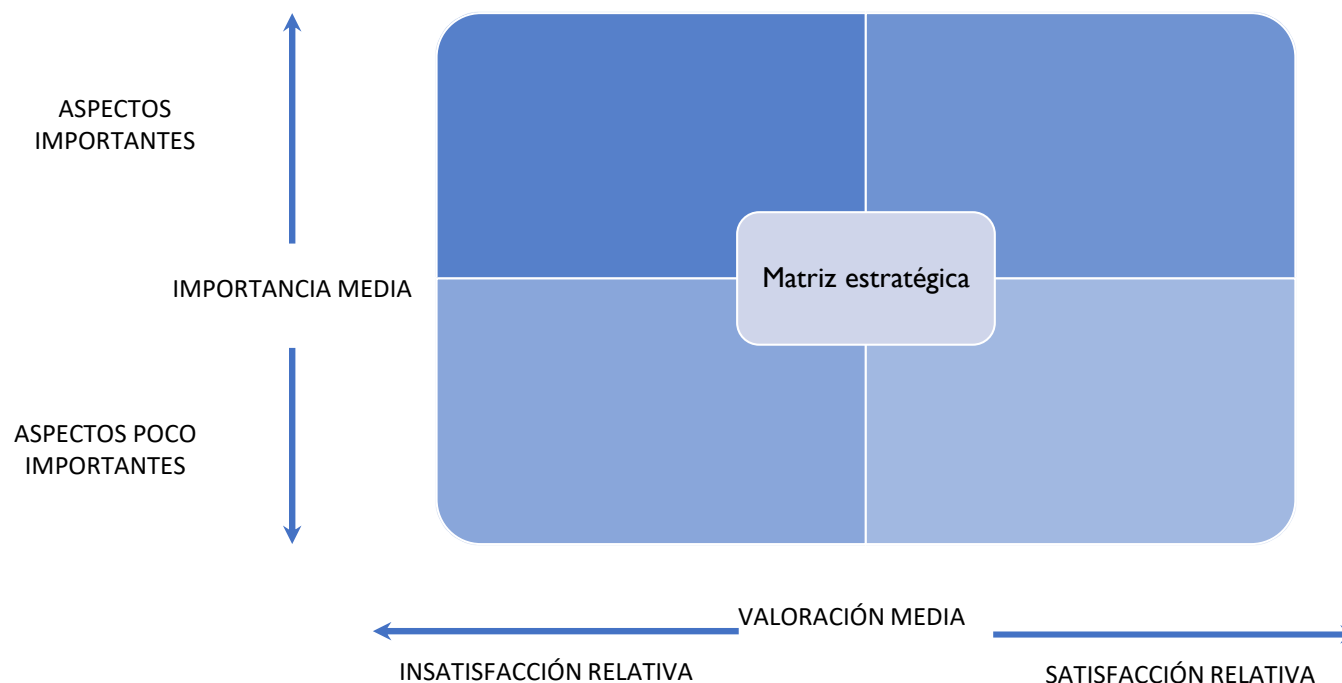 ASPECTOS
IMPORTANTES
IMPORTANCIA MEDIA
Matriz estratégica
ASPECTOS POCO
IMPORTANTES
VALORACIÓN MEDIA
INSATISFACCIÓN RELATIVA
SATISFACCIÓN RELATIVA